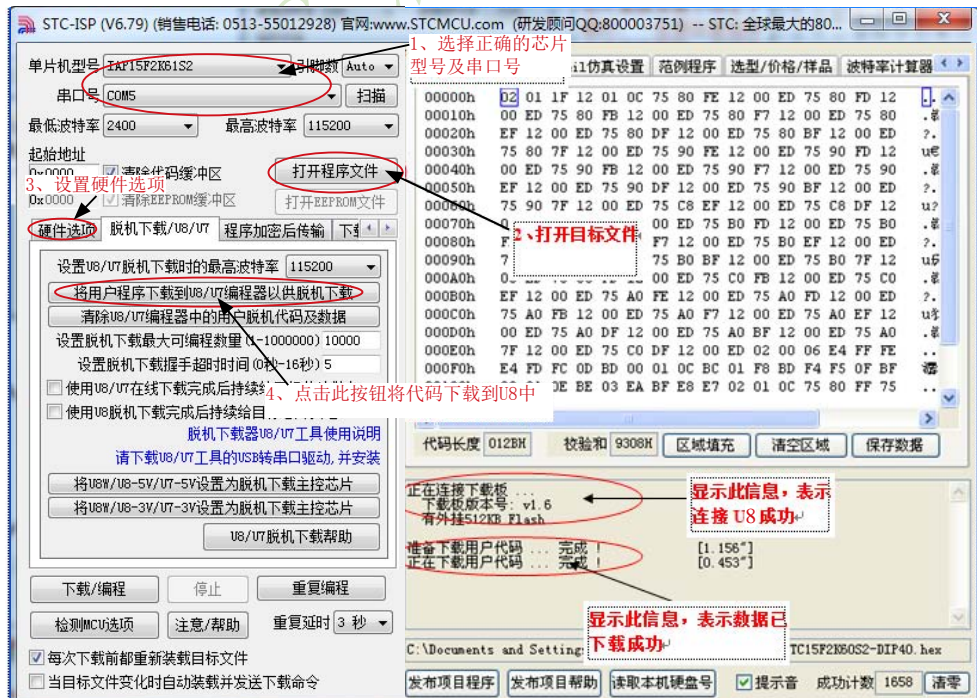 STC-ISP (V6.79) (销售电话: 0513-55012928) 官网:www.STCMCU.com (研发顾问QQ:800003751) -- STC: 全球最大的80...
1、选择正确的芯片
型号及串口号
单片机型号 IAP15F2K61S2 引脚数 Auto
仿真设置 范例程序 选型/价格/样品 波特率计算器
串口号 COM5 扫描
最低波特率 2400 最高波特率 115200
起始地址
0x0000 清除代码缓冲区 打开程序文件
3、设置硬件选项
0x0000 清除EEPROM缓冲区 打开EEPROM文件
硬件选项 脱机下载/U8/U7 程序加密后传输
设置U8/U7脱机下载时的最高波特率 115200
将用户程序下载到U8/U7编程器以供脱机下载
清除U8/U7编程器中的用户脱机代码及数据
设置脱机下载最大可编程数量(1-1000000) 10000
设置脱机下载握手超时时间(0秒-16秒) 5
使用U8/U7在线下载完成后持续给
4、点击此按钮将代码下载到U8中
使用U8脱机下载完成后持续给目
脱机下载器U8/U7工具使用说明
请下载U8/U7工具的USB转串口驱动,并安装
将U8W/U8-5V/U7-5V设置为脱机下载主控芯片
将U8W/U8-3V/U7-3V设置为脱机下载主控芯片
U8/U7脱机下载帮助
下载/编程 停止 重复编程
检测MCU选项 注意/帮助 重复延时 3 秒
每次下载前都重新装载目标文件
当目标文件变化时自动装载并发送下载命令
00000h 02 01 1F 12 01 0C 75 80 FE 12 00 ED 75 80 FD 12
00010h 00 ED 75 80 FB 12 00 ED 75 80 F7 12 00 ED 75 80
00020h EF 12 00 ED 75 80 DF 12 00 ED 75 80 BF 12 00 ED ?.
00030h 75 80 7F 12 00 ED 75 90 FE 12 00 ED 75 90 FD 12 u€
00040h 00 ED 75 90 FB 12 00 ED 75 90 F7 12 00 ED 75 90
00050h EF 12 00 ED 75 90 DF 12 00 ED 75 90 BF 12 00 ED ?.
00060h 75 90 7F 12 00 ED 75 C8 EF 12 00 ED 75 C8 DF 12 u?
00070h 00 ED 75 B0 FD 12 00 ED 75 B0
2、打开目标文件
00080h F F7 12 00 ED 75 B0 EF 12 00 ED ?.
00090h 7 75 B0 BF 12 00 ED 75 B0 7F 12
000A0h 00 ED 75 C0 FB 12 00 ED 75 C0
000B0h EF 12 00 ED 75 A0 FE 12 00 ED 75 A0 FD 12 00 ED ?.
000C0h 75 A0 FB 12 00 ED 75 A0 F7 12 00 ED 75 A0 EF 12
000D0h 00 ED 75 A0 DF 12 00 ED 75 A0 BF 12 00 ED 75 A0
000E0h 7F 12 00 ED 75 C0 DF 12 00 ED 02 00 06 E4 FF FE ..
000F0h E4 FD FC 0D BD 00 01 0C BC 01 F8 BD F4 F5 0F BF
0E BE 03 EA BF E8 E7 02 01 0C 75 80 FF 75 ..
代码长度 012BH 校验和 9308H 区域填充 清空区域 保存数据
正在连接下载板 ...
下载板版本号: v1.6
有外挂512KB Flash
显示此信息，表示
连接 U8 成功
准备下载用户代码 ... 完成 ! [1.156"]
正在下载用户代码 ... 完成 ! [0.453"]
显示此信息，表示数据已
下载成功
C:\Documents and Setting TC15F2K60S2-DIP40.hex
发布项目程序 发布项目帮助 读取本机硬盘号 提示音 成功计数 1658 清零